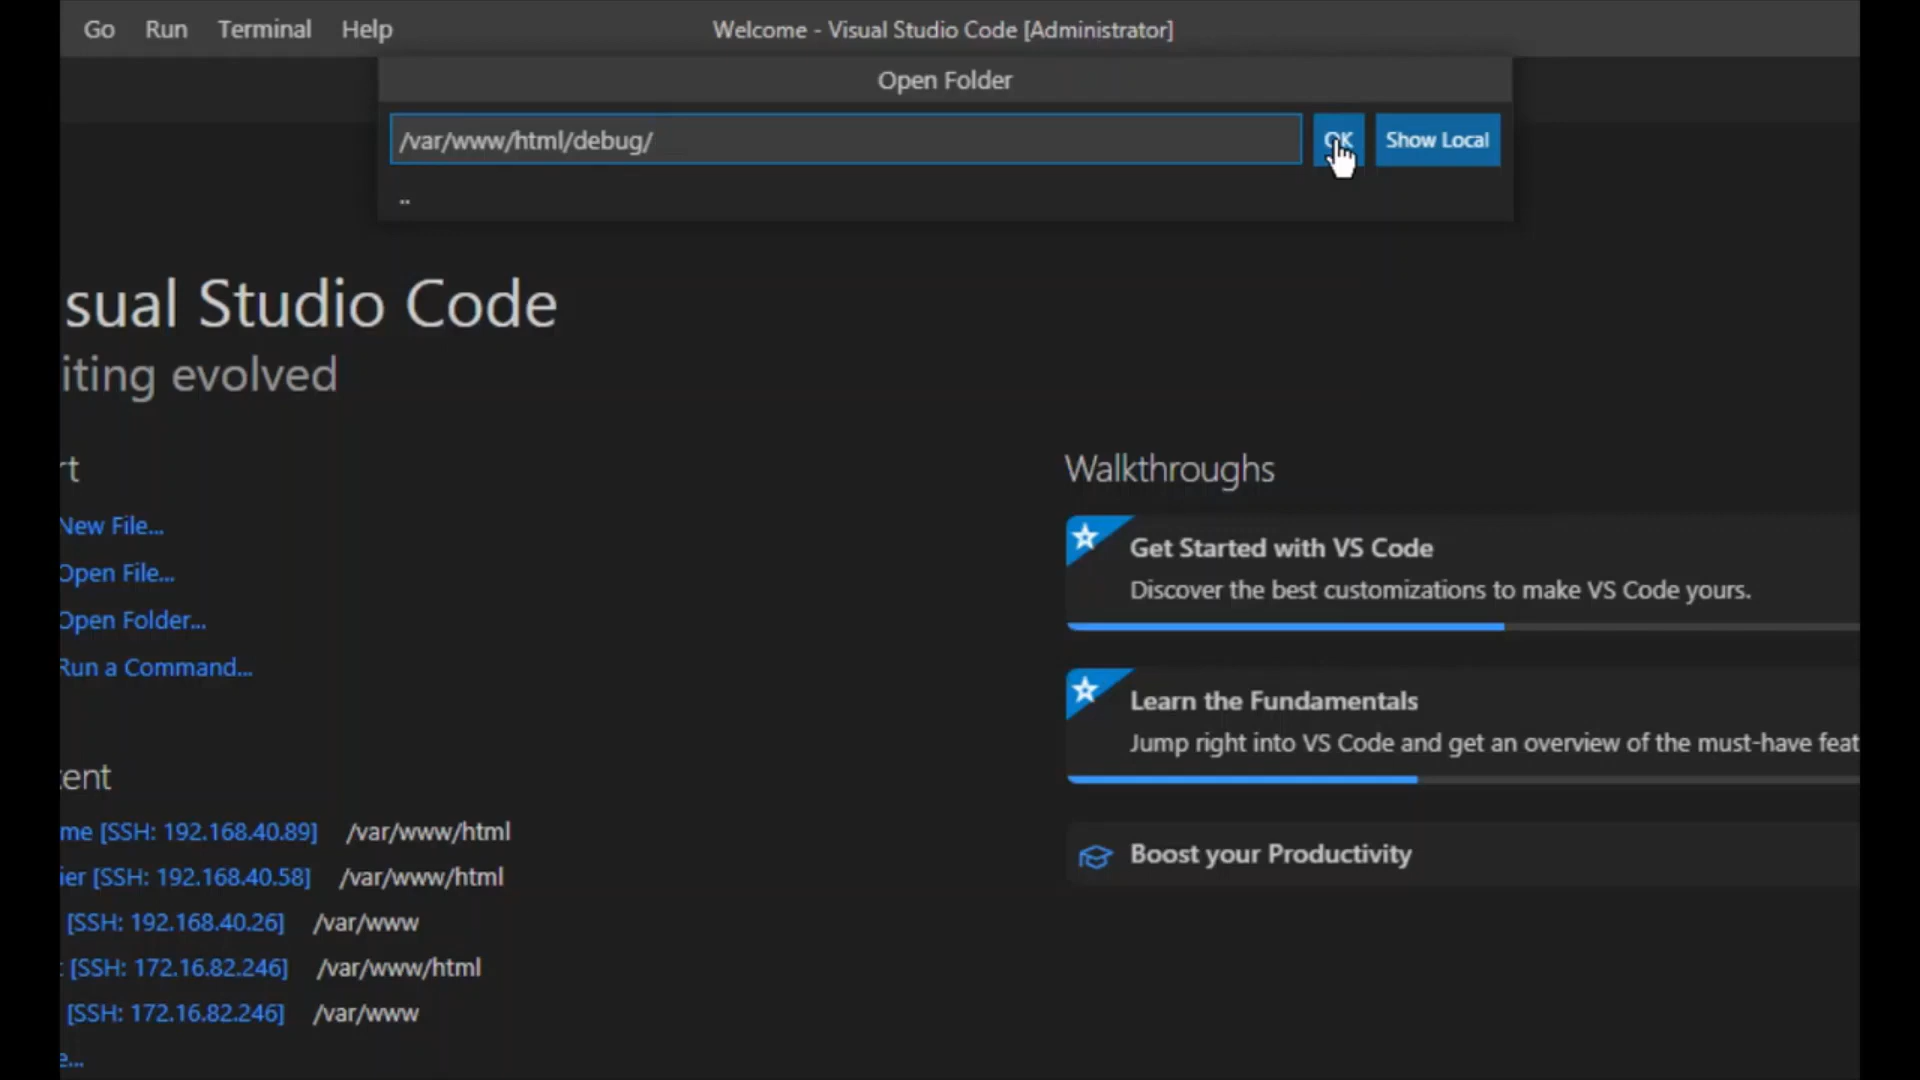 Go Run Terminal Help Welcome - Visual Studio Code [Administrator]
Open Folder
/var/www/html/debug/ OK Show Local
..
sual Studio Code
iting evolved
rt
New File...
Open File...
Open Folder...
Run a Command...
Walkthroughs
Get Started with VS Code
Discover the best customizations to make VS Code yours.
Learn the Fundamentals
Jump right into VS Code and get an overview of the must-have feat
Boost your Productivity
cent
me [SSH: 192.168.40.89] /var/www/html
ier [SSH: 192.168.40.58] /var/www/html
[SSH: 192.168.40.26] /var/www
[SSH: 172.16.82.246] /var/www/html
[SSH: 172.16.82.246] /var/www
e...